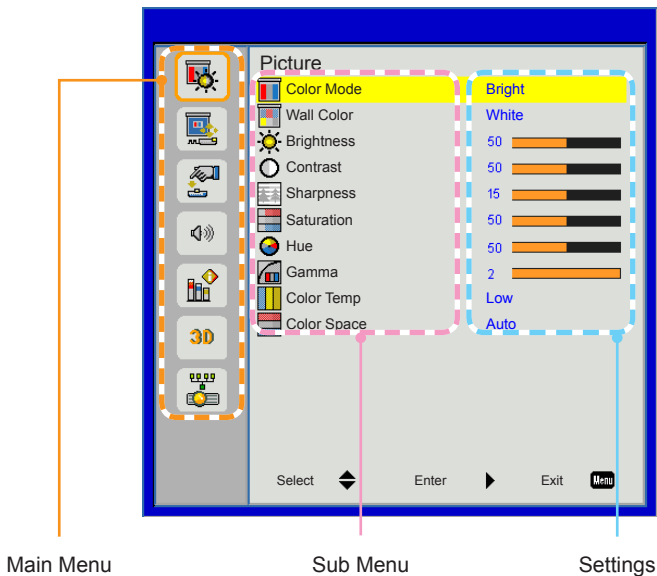 Picture
Color Mode Bright
Wall Color White
Brightness 50
Contrast 50
Sharpness 15
Saturation 50
Hue 50
Gamma 2
Color Temp Low
Color Space Auto
3D
Select Enter Exit Menu
Main Menu Sub Menu Settings